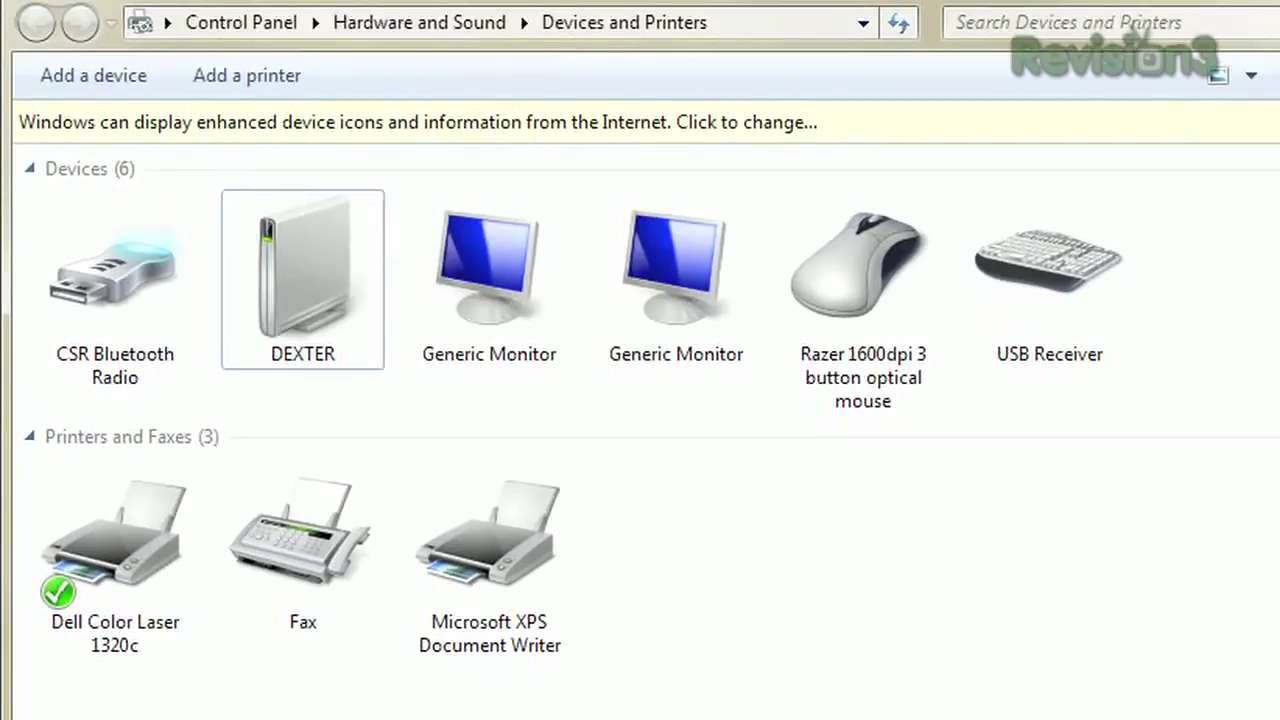 Control Panel Hardware and Sound Devices and Printers Search Devices and Printers
Revision3
Add a device Add a printer
Windows can display enhanced device icons and information from the Internet. Click to change...
Devices (6)
CSR Bluetooth
Radio
DEXTER
Generic Monitor
Generic Monitor
Razer 1600dpi 3
button optical
mouse
USB Receiver
Printers and Faxes (3)
Dell Color Laser
1320c
Fax
Microsoft XPS
Document Writer